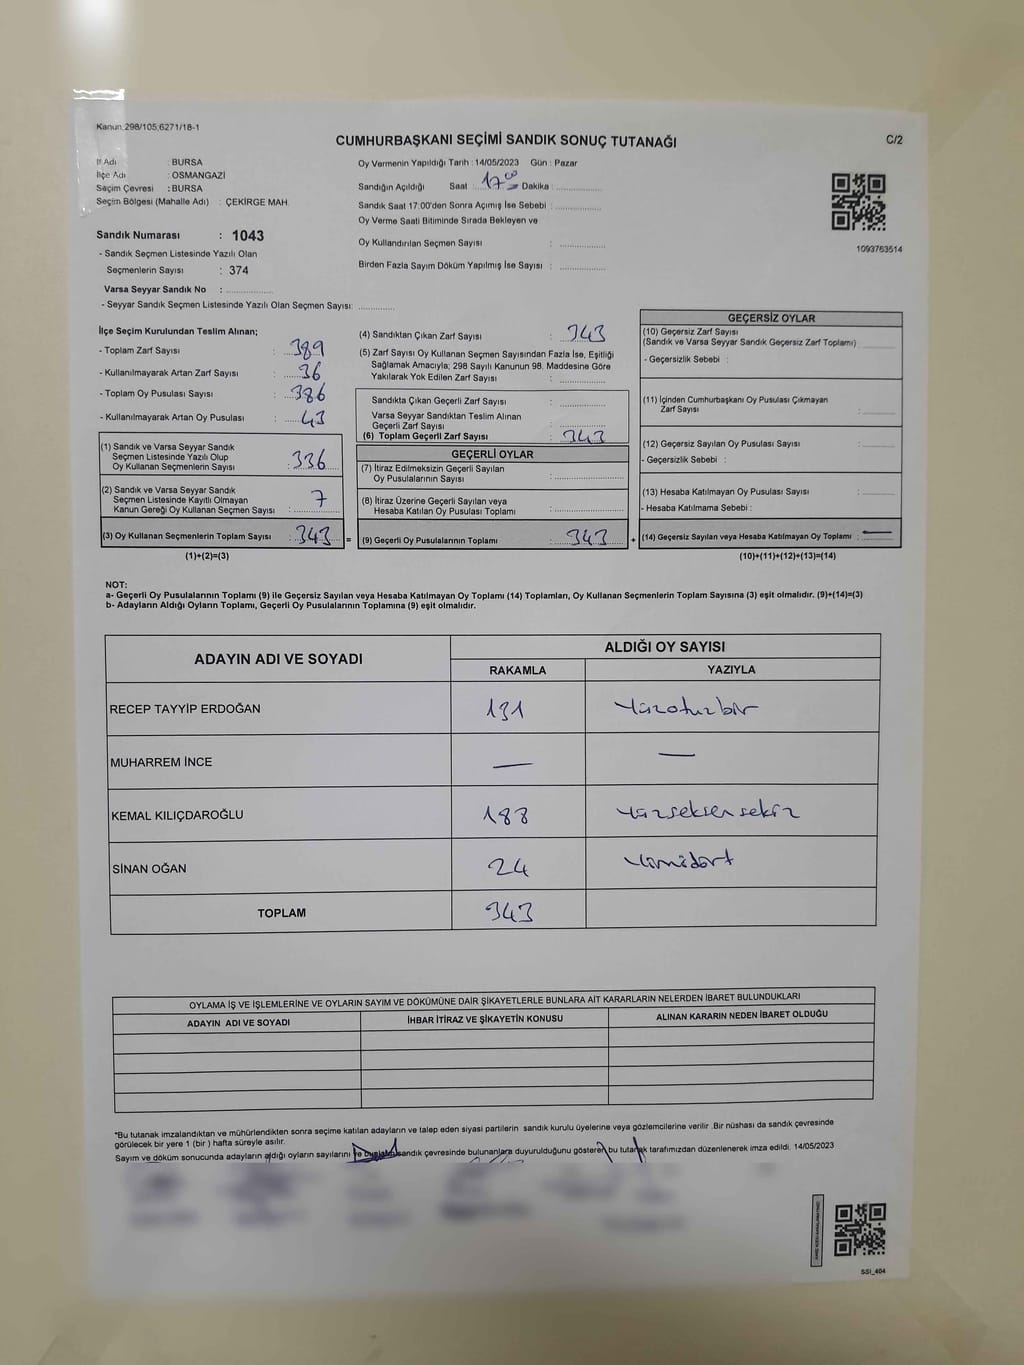 Kanun:298/105;6271/18-1
CUMHURBAŞKANI SEÇİMİ SANDIK SONUÇ TUTANAĞI
C/2
İl Adı : BURSA
İlçe Adı : OSMANGAZİ
Seçim Çevresi : BURSA
Seçim Bölgesi (Mahalle Adı) : ÇEKİRGE MAH.
Sandık Numarası : 1043
- Sandık Seçmen Listesinde Yazılı Olan
Seçmenlerin Sayısı : 374
Varsa Seyyar Sandık No :
- Seyyar Sandık Seçmen Listesinde Yazılı Olan Seçmen Sayısı:
Oy Vermenin Yapıldığı Tarih : 14/05/2023 Gün : Pazar
Sandığın Açıldığı Saat : 17.00 Dakika :
Sandık Saat 17:00'den Sonra Açımış İse Sebebi :
Oy Verme Saati Bitiminde Sırada Bekleyen ve
Oy Kullandırılan Seçmen Sayısı :
Birden Fazla Sayım Döküm Yapılmış İse Sayısı :
1093763514
İlçe Seçim Kurulundan Teslim Alınan;
- Toplam Zarf Sayısı : 389
- Kullanılmayarak Artan Zarf Sayısı : 36
- Toplam Oy Pusulası Sayısı : 386
- Kullanılmayarak Artan Oy Pusulası : 43
(1) Sandık ve Varsa Seyyar Sandık
Seçmen Listesinde Yazılı Olup
Oy Kullanan Seçmenlerin Sayısı : 336
(2) Sandık ve Varsa Seyyar Sandık
Seçmen Listesinde Kayıtlı Olmayan
Kanun Gereği Oy Kullanan Seçmen Sayısı : 7
(3) Oy Kullanan Seçmenlerin Toplam Sayısı : 343 =
(1)+(2)=(3)
(4) Sandıktan Çıkan Zarf Sayısı : 343
(5) Zarf Sayısı Oy Kullanan Seçmen Sayısından Fazla İse, Eşitliği
Sağlamak Amacıyla; 298 Sayılı Kanunun 98. Maddesine Göre
Yakılarak Yok Edilen Zarf Sayısı :
Sandıkta Çıkan Geçerli Zarf Sayısı :
Varsa Seyyar Sandıktan Teslim Alınan
Geçerli Zarf Sayısı :
(6) Toplam Geçerli Zarf Sayısı : 343
GEÇERLİ OYLAR
(7) İtiraz Edilmeksizin Geçerli Sayılan
Oy Pusulalarının Sayısı :
(8) İtiraz Üzerine Geçerli Sayılan veya
Hesaba Katılan Oy Pusulası Toplamı :
(9) Geçerli Oy Pusulalarının Toplamı : 343 +
GEÇERSİZ OYLAR
(10) Geçersiz Zarf Sayısı
(Sandık ve Varsa Seyyar Sandık Geçersiz Zarf Toplamı)
- Geçersizlik Sebebi :
(11) İçinden Cumhurbaşkanı Oy Pusulası Çıkmayan
Zarf Sayısı :
(12) Geçersiz Sayılan Oy Pusulası Sayısı :
- Geçersizlik Sebebi :
(13) Hesaba Katılmayan Oy Pusulası Sayısı :
- Hesaba Katılmama Sebebi :
(14) Geçersiz Sayılan veya Hesaba Katılmayan Oy Toplamı : —
(10)+(11)+(12)+(13)=(14)
NOT:
a- Geçerli Oy Pusulalarının Toplamı (9) ile Geçersiz Sayılan veya Hesaba Katılmayan Oy Toplamı (14) Toplamları, Oy Kullanan Seçmenlerin Toplam Sayısına (3) eşit olmalıdır. (9)+(14)=(3)
b- Adayların Aldığı Oyların Toplamı, Geçerli Oy Pusulalarının Toplamına (9) eşit olmalıdır.
ADAYIN ADI VE SOYADI
ALDIĞI OY SAYISI
RAKAMLA YAZIYLA
RECEP TAYYİP ERDOĞAN 131 Yüzotuzbir
MUHARREM İNCE — —
KEMAL KILIÇDAROĞLU 188 Yüzseksensekiz
SİNAN OĞAN 24 Yirmidört
TOPLAM 343
OYLAMA İŞ VE İŞLEMLERİNE VE OYLARIN SAYIM VE DÖKÜMÜNE DAİR ŞİKAYETLERLE BUNLARA AİT KARARLARIN NELERDEN İBARET BULUNDUKLARI
ADAYIN ADI VE SOYADI İHBAR İTİRAZ VE ŞİKAYETİN KONUSU ALINAN KARARIN NEDEN İBARET OLDUĞU
*Bu tutanak imzalandıktan ve mühürlendikten sonra seçime katılan adayların ve talep eden siyasi partilerin sandık kurulu üyelerine veya gözlemcilerine verilir .Bir nüshası da sandık çevresinde
görülecek bir yere 1 (bir ) hafta süreyle asılır.
Sayım ve döküm sonucunda adayların aldığı oyların sayılarını ve sandık çevresinde bulunanlara duyurulduğunu gösteren bu tutanak tarafımızdan düzenlenerek imza edildi. 14/05/2023
SSİ_404